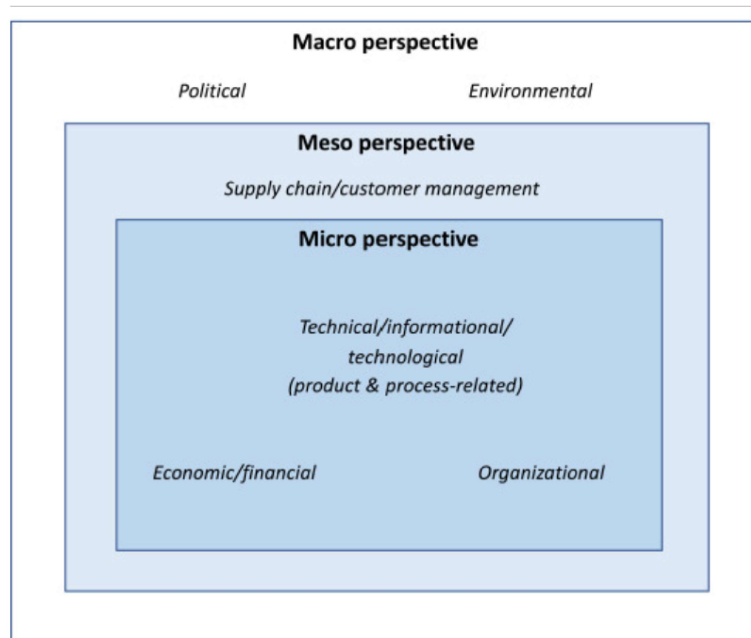 Macro perspective
Political Environmental
Meso perspective
Supply chain/customer management
Micro perspective
Technical/informational/
technological
(product & process-related)
Economic/financial Organizational